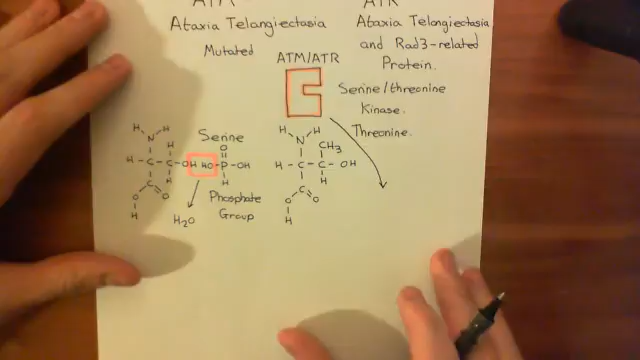 ATM
ATR
Ataxia Telangiectasia
Mutated
Ataxia Telangiectasia
and Rad3-related
Protein.
ATM/ATR
Serine/threonine
Kinase.
Threonine.
Serine
H H
N
H
H - C - C - OH HO - P - OH
O
H
H
C
O
O
H
H2O
Phosphate
Group
H H
N
CH3
H - C - C - OH
H
C
O
O
H